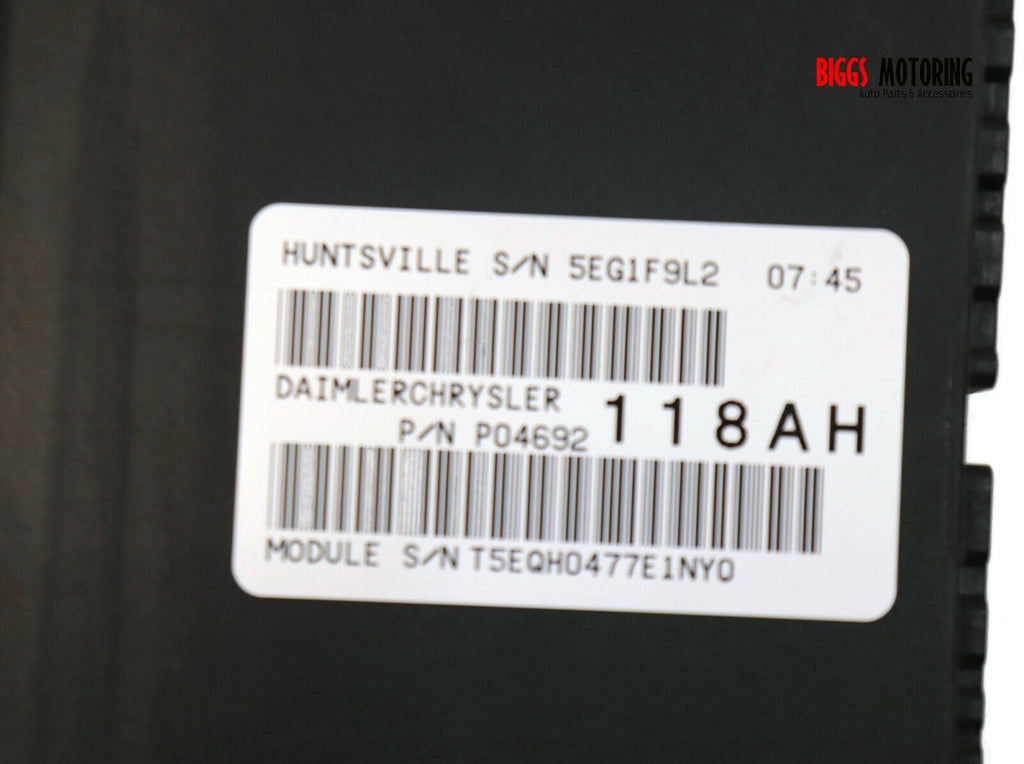 BIGGS MOTORING
Auto Parts & Accessories
HUNTSVILLE S/N 5EG1F9L2 07:45
DAIMLERCHRYSLER
P/N P04692 118AH
MODULE S/N T5EQH0477E1NY0